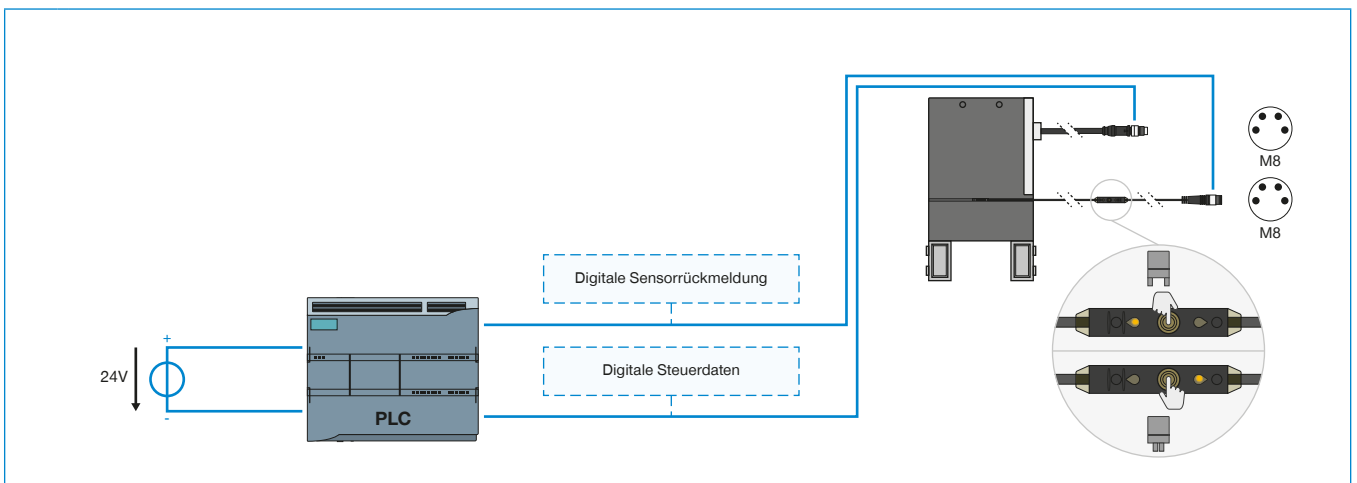 M8
M8
Digitale Sensorrückmeldung
+
24V
Digitale Steuerdaten
-
PLC